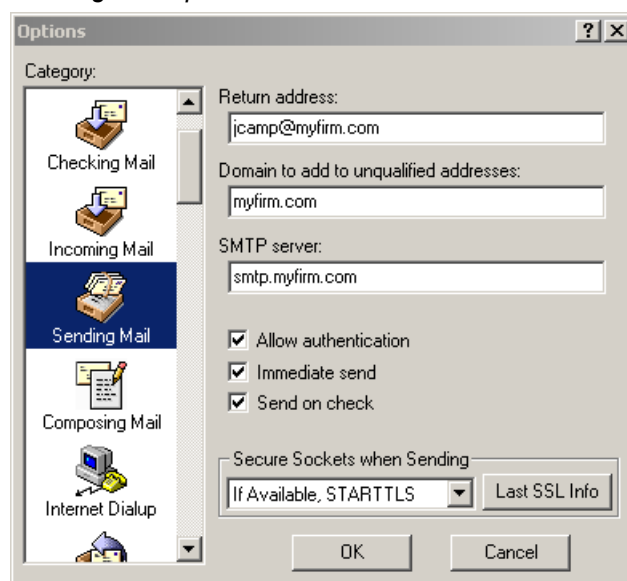 Options
Category:
Checking Mail
Incoming Mail
Sending Mail
Composing Mail
Internet Dialup
Return address:
jcamp@myfirm.com
Domain to add to unqualified addresses:
myfirm.com
SMTP server:
smtp.myfirm.com
Allow authentication
Immediate send
Send on check
Secure Sockets when Sending
If Available, STARTTLS
Last SSL Info
OK
Cancel